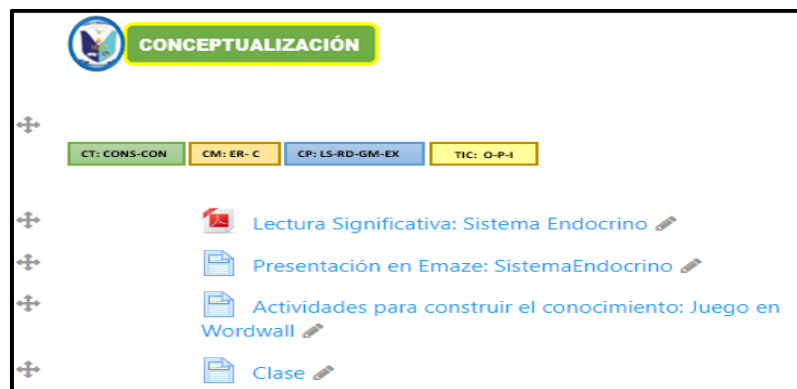 CONCEPTUALIZACIÓN
CT: CONS-CON CM: ER- C CP: LS-RD-GM-EX TIC: O-P-I
Lectura Significativa: Sistema Endocrino
Presentación en Emaze: SistemaEndocrino
Actividades para construir el conocimiento: Juego en
Wordwall
Clase